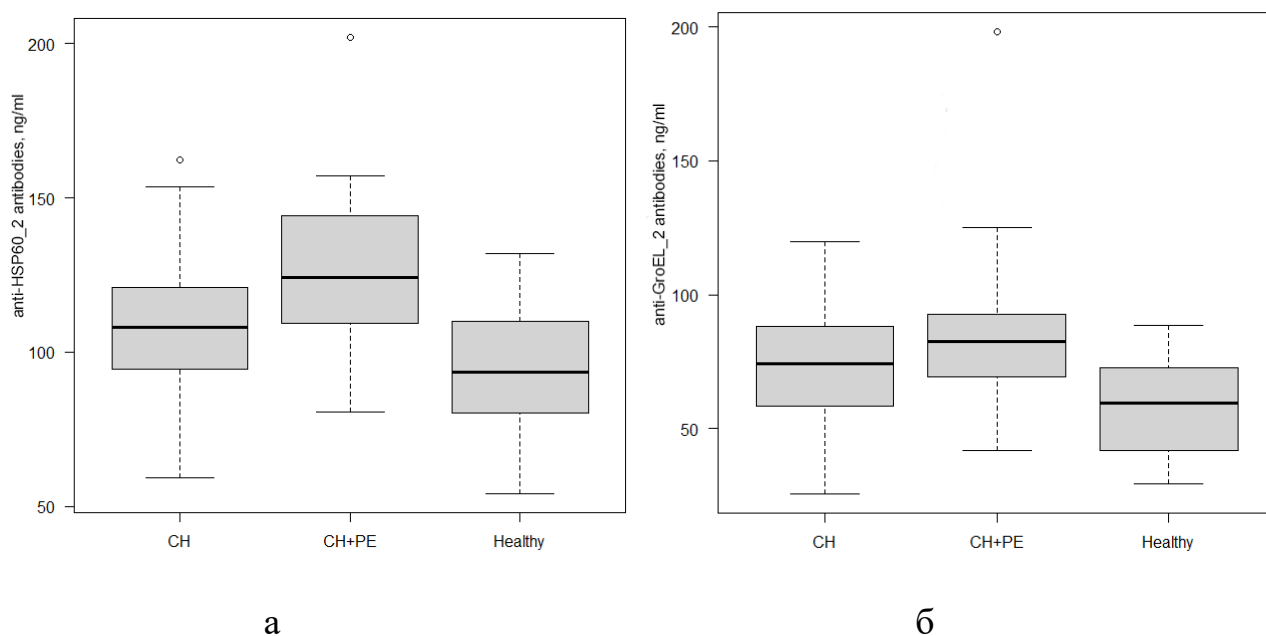 anti-HSP60_2 antibodies, ng/ml
200
150
100
50
CH
CH+PE
Healthy
а
anti-GroEL_2 antibodies, ng/ml
200
150
100
50
CH
CH+PE
Healthy
б